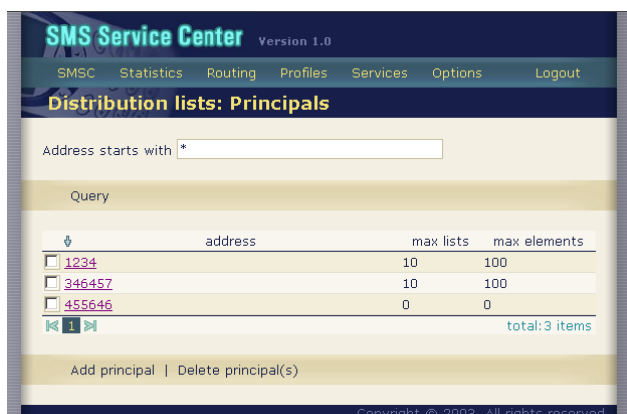 SMS Service Center Version 1.0
SMSC Statistics Routing Profiles Services Options Logout
Distribution lists: Principals
Address starts with *
Query
address max lists max elements
1234 10 100
346457 10 100
455646 0 0
1 total:3 items
Add principal | Delete principal(s)
Copyright © 2003. All rights reserved